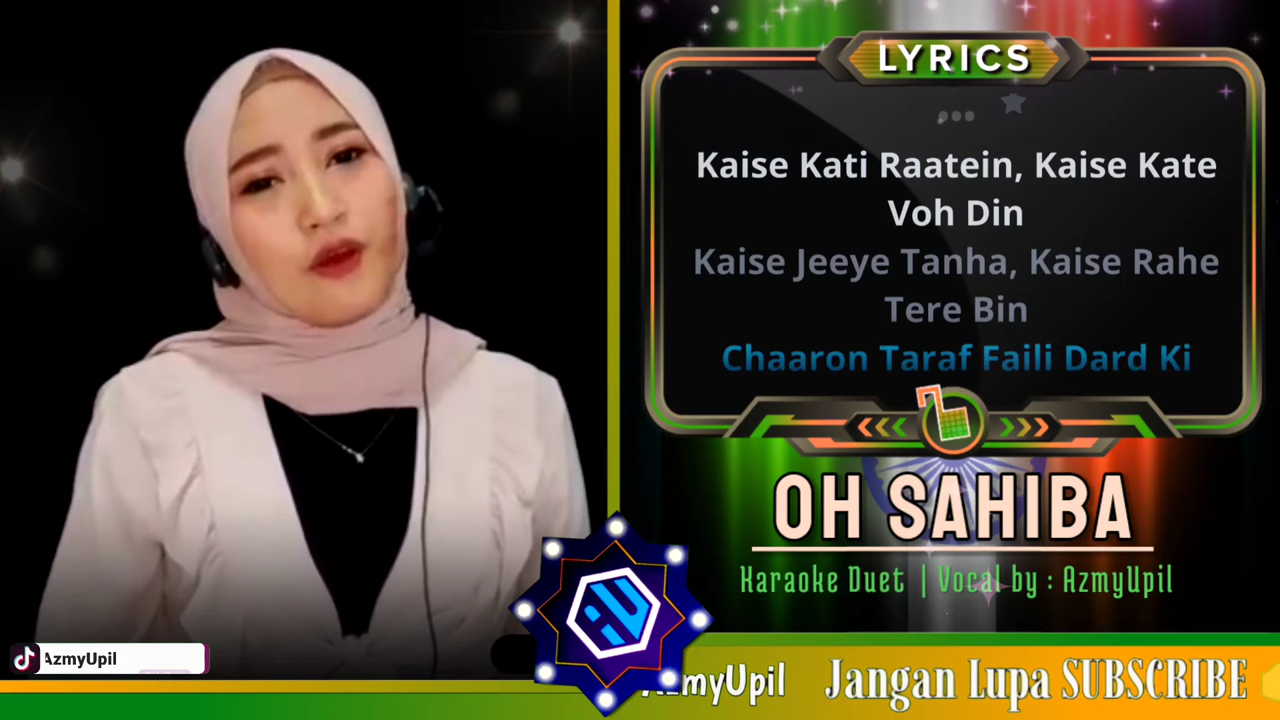 LYRICS
Kaise Kati Raatein, Kaise Kate
Voh Din
Kaise Jeeye Tanha, Kaise Rahe
Tere Bin
Chaaron Taraf Faili Dard Ki
OH SAHIBA
Karaoke Duet | Vocal by : AzmyUpil
AzmyUpil
AzmyUpil Jangan Lupa SUBSCRIBE